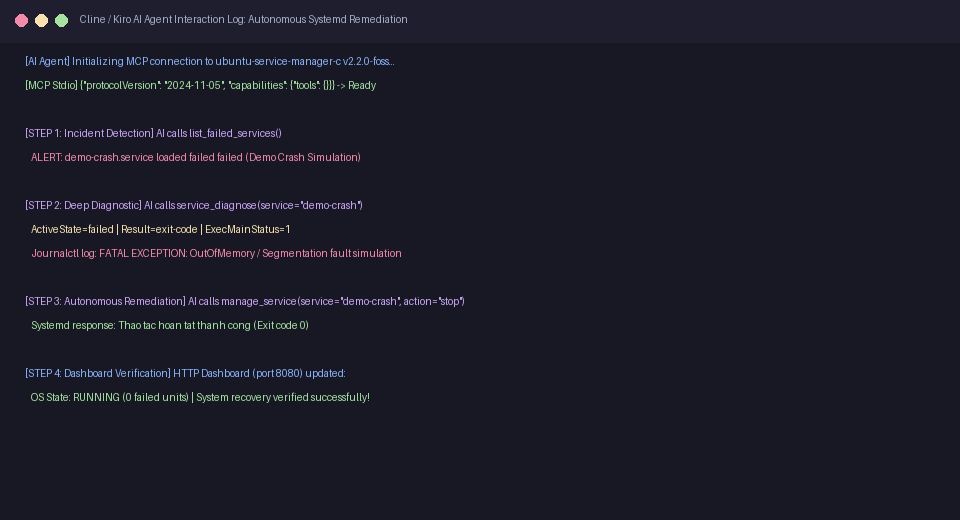 Cline / Kiro AI Agent Interaction Log: Autonomous Systemd Remediation
[AI Agent] Initializing MCP connection to ubuntu-service-manager-c v2.2.0-foss...
[MCP Stdio] {"protocolVersion": "2024-11-05", "capabilities": {"tools": {}}} -> Ready
[STEP 1: Incident Detection] AI calls list_failed_services()
ALERT: demo-crash.service loaded failed failed (Demo Crash Simulation)
[STEP 2: Deep Diagnostic] AI calls service_diagnose(service="demo-crash")
ActiveState=failed | Result=exit-code | ExecMainStatus=1
Journalctl log: FATAL EXCEPTION: OutOfMemory / Segmentation fault simulation
[STEP 3: Autonomous Remediation] AI calls manage_service(service="demo-crash", action="stop")
Systemd response: Thao tac hoan tat thanh cong (Exit code 0)
[STEP 4: Dashboard Verification] HTTP Dashboard (port 8080) updated:
OS State: RUNNING (0 failed units) | System recovery verified successfully!